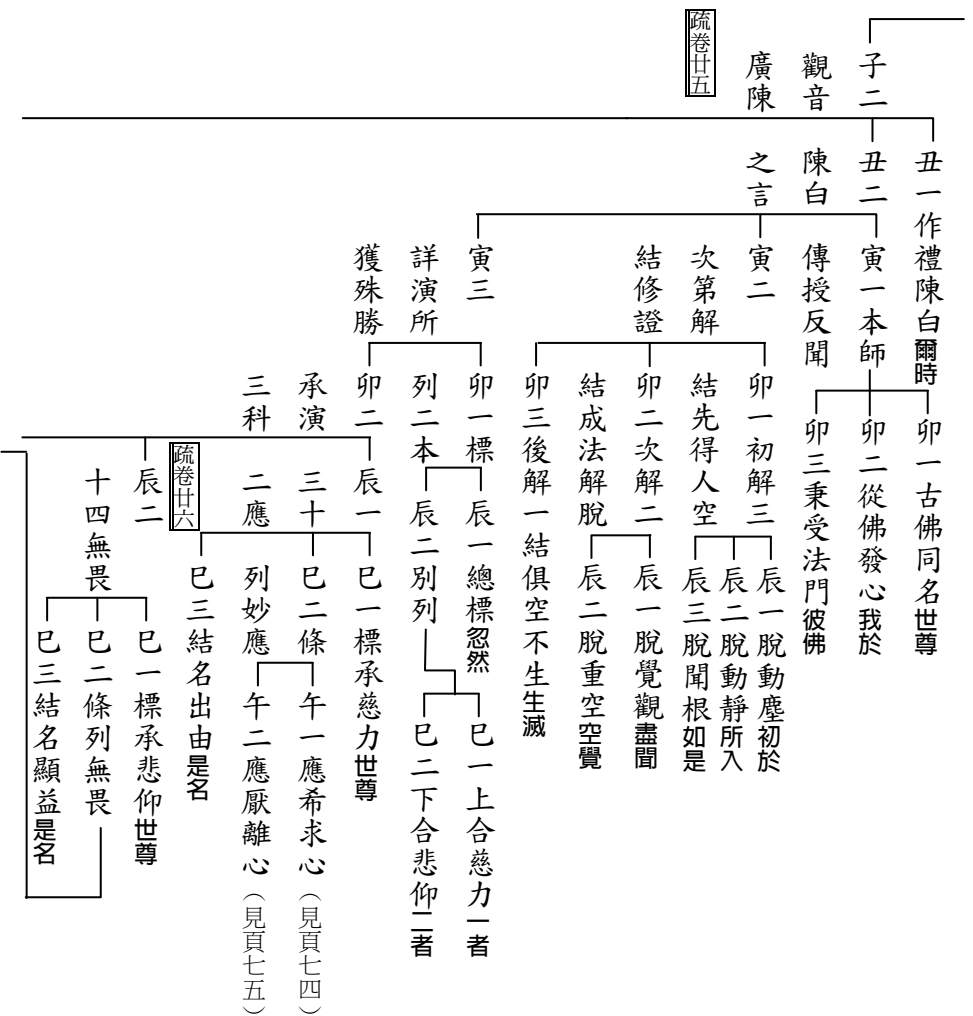 子二觀音廣陳
疏卷廿五
丑一作禮陳白爾時
丑二陳白之言
寅一本師傳授反聞
卯一古佛同名世尊
卯二從佛發心我於
卯三秉受法門彼佛
寅二次第解結修證
卯一初解三結先得人空
辰一脫動塵初於
辰二脫動靜所入
辰三脫聞根如是
卯二次解二結成法解脫
辰一脫覺觀盡聞
辰二脫重空空覺
卯三後解一結俱空不生生滅
寅三詳演所獲殊勝
卯一標列二本
辰一總標忽然
辰二別列
巳一上合慈力一者
巳二下合悲仰二者
卯二承演三科
辰一三十二應
巳一標承慈力世尊
巳二條列妙應
午一應希求心（見頁七四）
午二應厭離心（見頁七五）
巳三結名出由是名
疏卷廿六
辰二十四無畏
巳一標承悲仰世尊
巳二條列無畏
巳三結名顯益是名